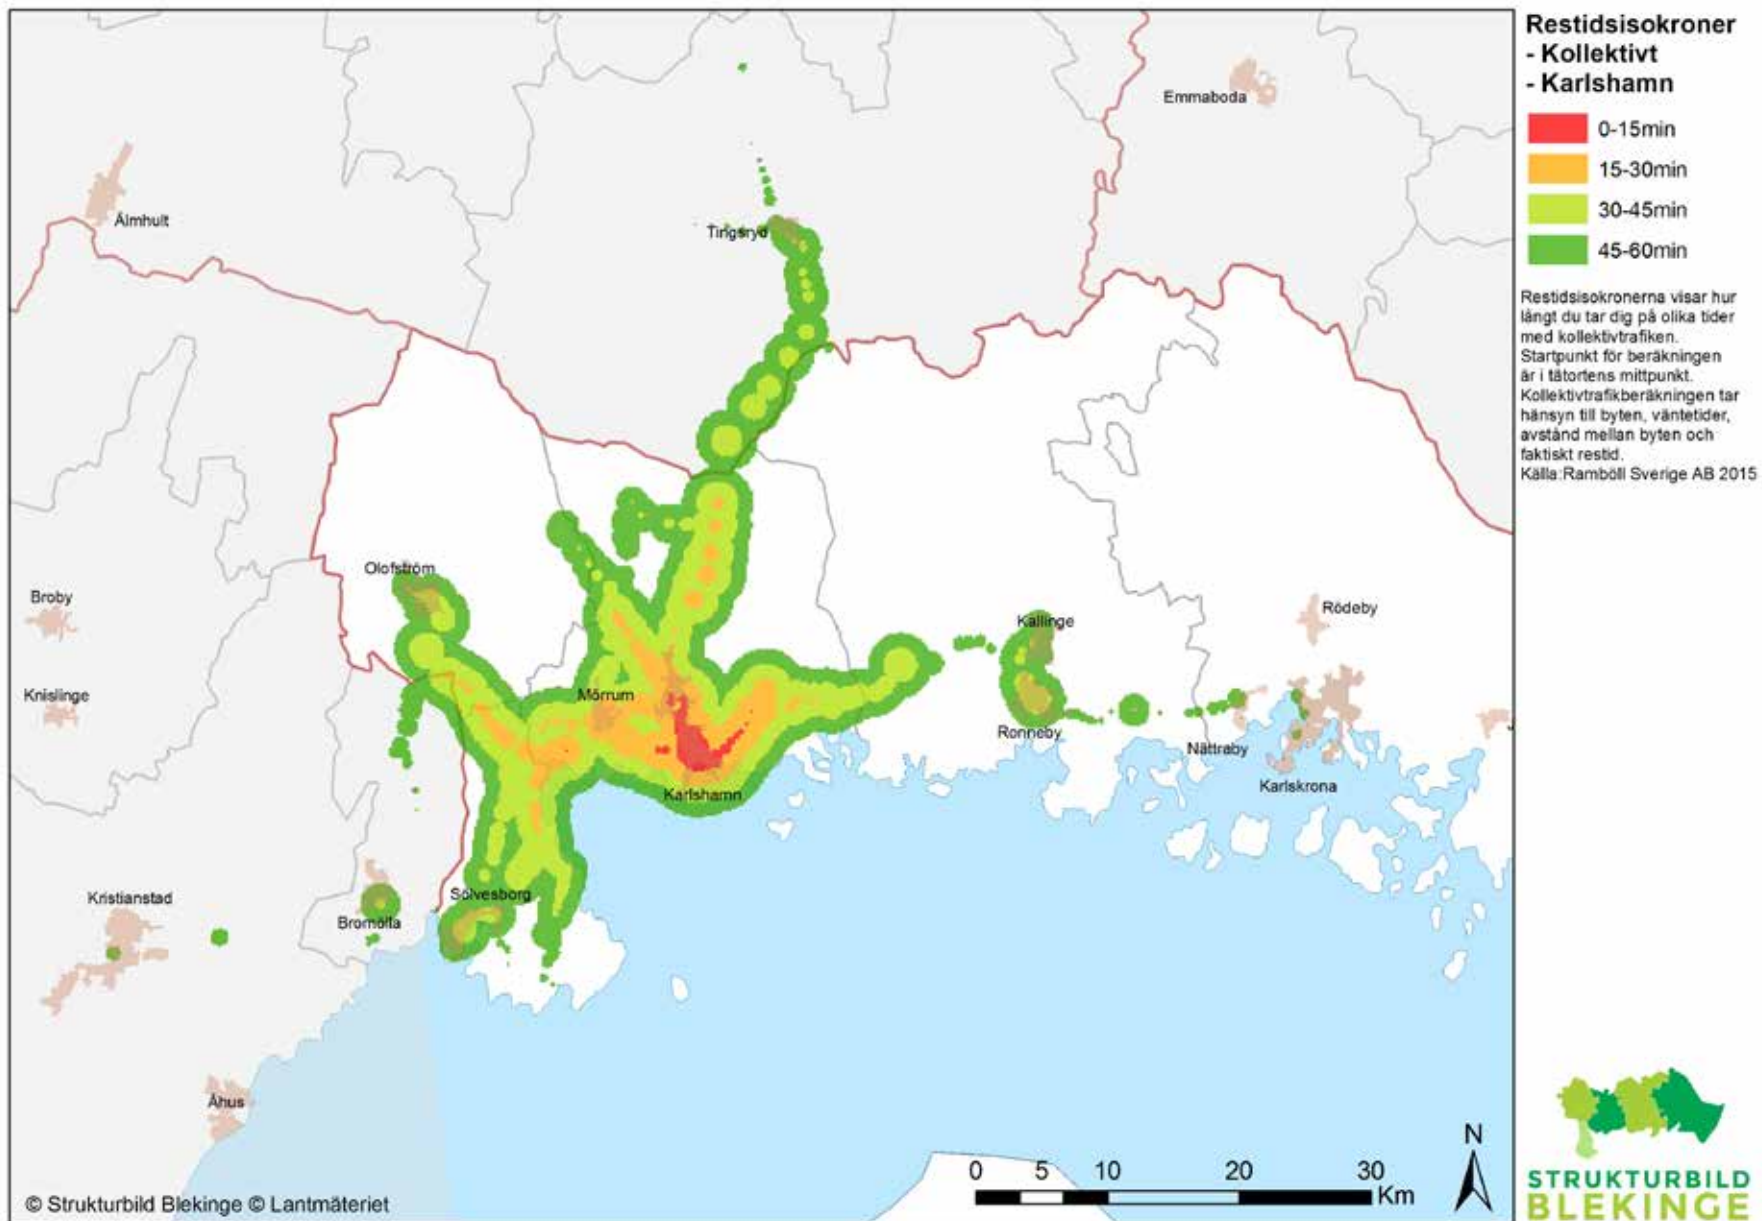 Restidsisokroner
- Kollektivt
- Karlshamn
0-15min
15-30min
30-45min
45-60min
Restidsisokronerna visar hur
långt du tar dig på olika tider
med kollektivtrafiken.
Startpunkt för beräkningen
är i tätortens mittpunkt.
Kollektivtrafikberäkningen tar
hänsyn till byten, väntetider,
avstånd mellan byten och
faktiskt restid.
Källa:Ramböll Sverige AB 2015
Emmaboda
Älmhult
Tingsryd
Olofström
Broby
Kallinge
Rödeby
Knislinge
Mörrum
Ronneby
Nättraby
Karlskrona
Karlshamn
Kristianstad
Sölvesborg
Bromölla
Åhus
N
0 5 10 20 30
Km
© Strukturbild Blekinge © Lantmäteriet
STRUKTURBILD
BLEKINGE